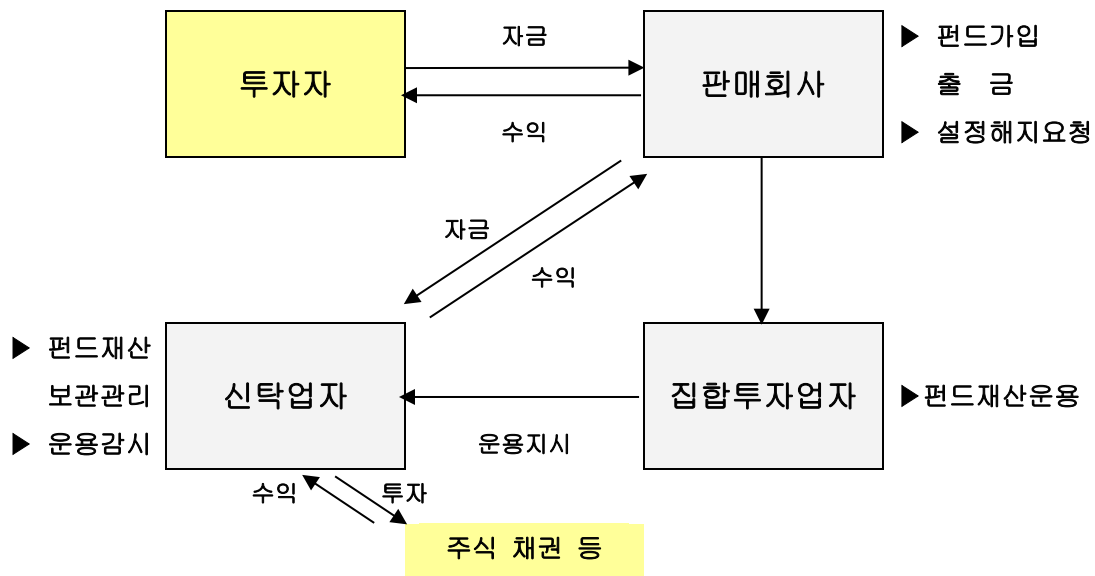 자금
투자자
판매회사
▶ 펀드가입
출 금
▶ 설정해지요청
수익
자금
수익
▶ 펀드재산
보관관리
▶ 운용감시
신탁업자
집합투자업자
▶펀드재산운용
운용지시
수익
투자
주식 채권 등